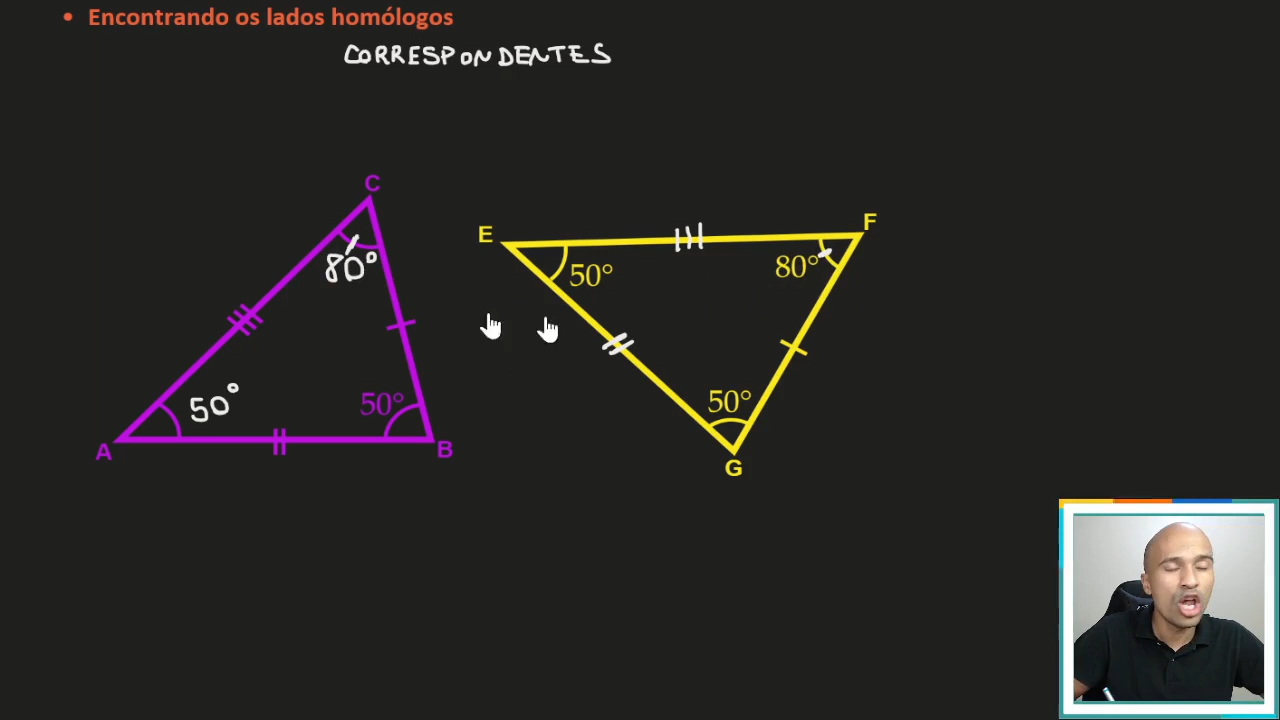 • Encontrando os lados homólogos
CORRESPONDENTES
C
80°
A
50°
50°
B
E
50°
F
80°
50°
G